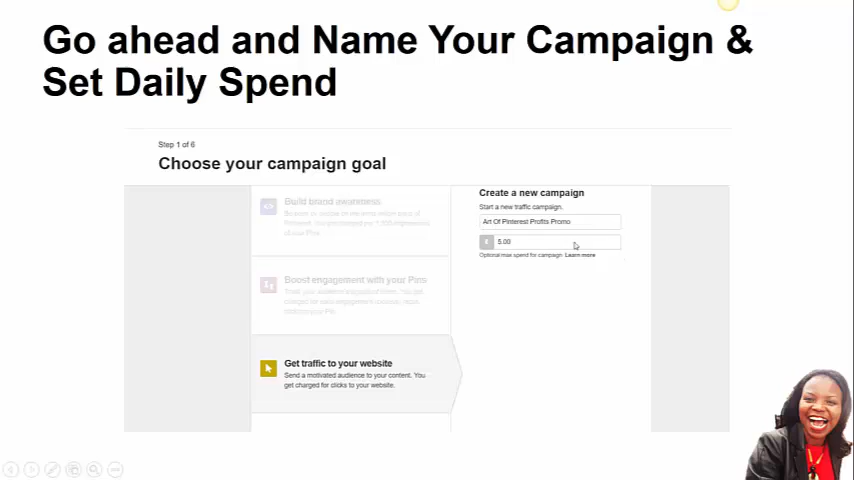 Go ahead and Name Your Campaign &
Set Daily Spend
Step 1 of 6
Choose your campaign goal
Build brand awareness
Boost engagement with your Pins
Get traffic to your website
Send a motivated audience to your content. You
get charged for clicks to your website.
Create a new campaign
Start a new traffic campaign.
Art Of Pinterest Profits Promo
5.00
Optional max spend for campaign Learn more